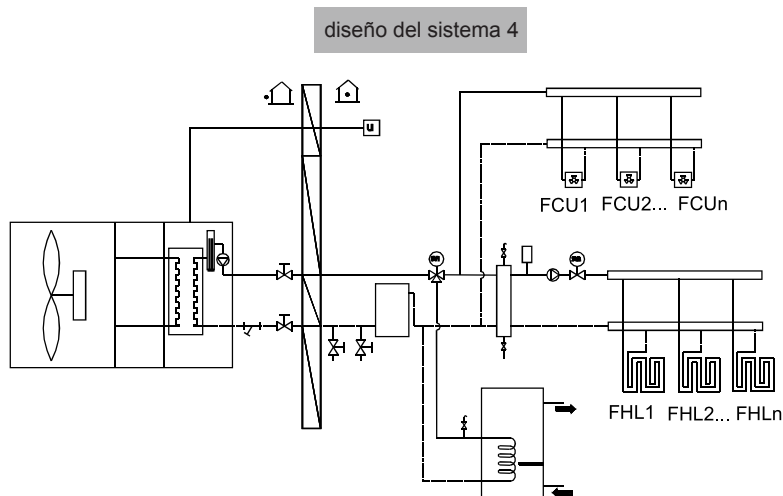 diseño del sistema 4
u
FCU1 FCU2... FCUn
M
M
FHL1 FHL2... FHLn